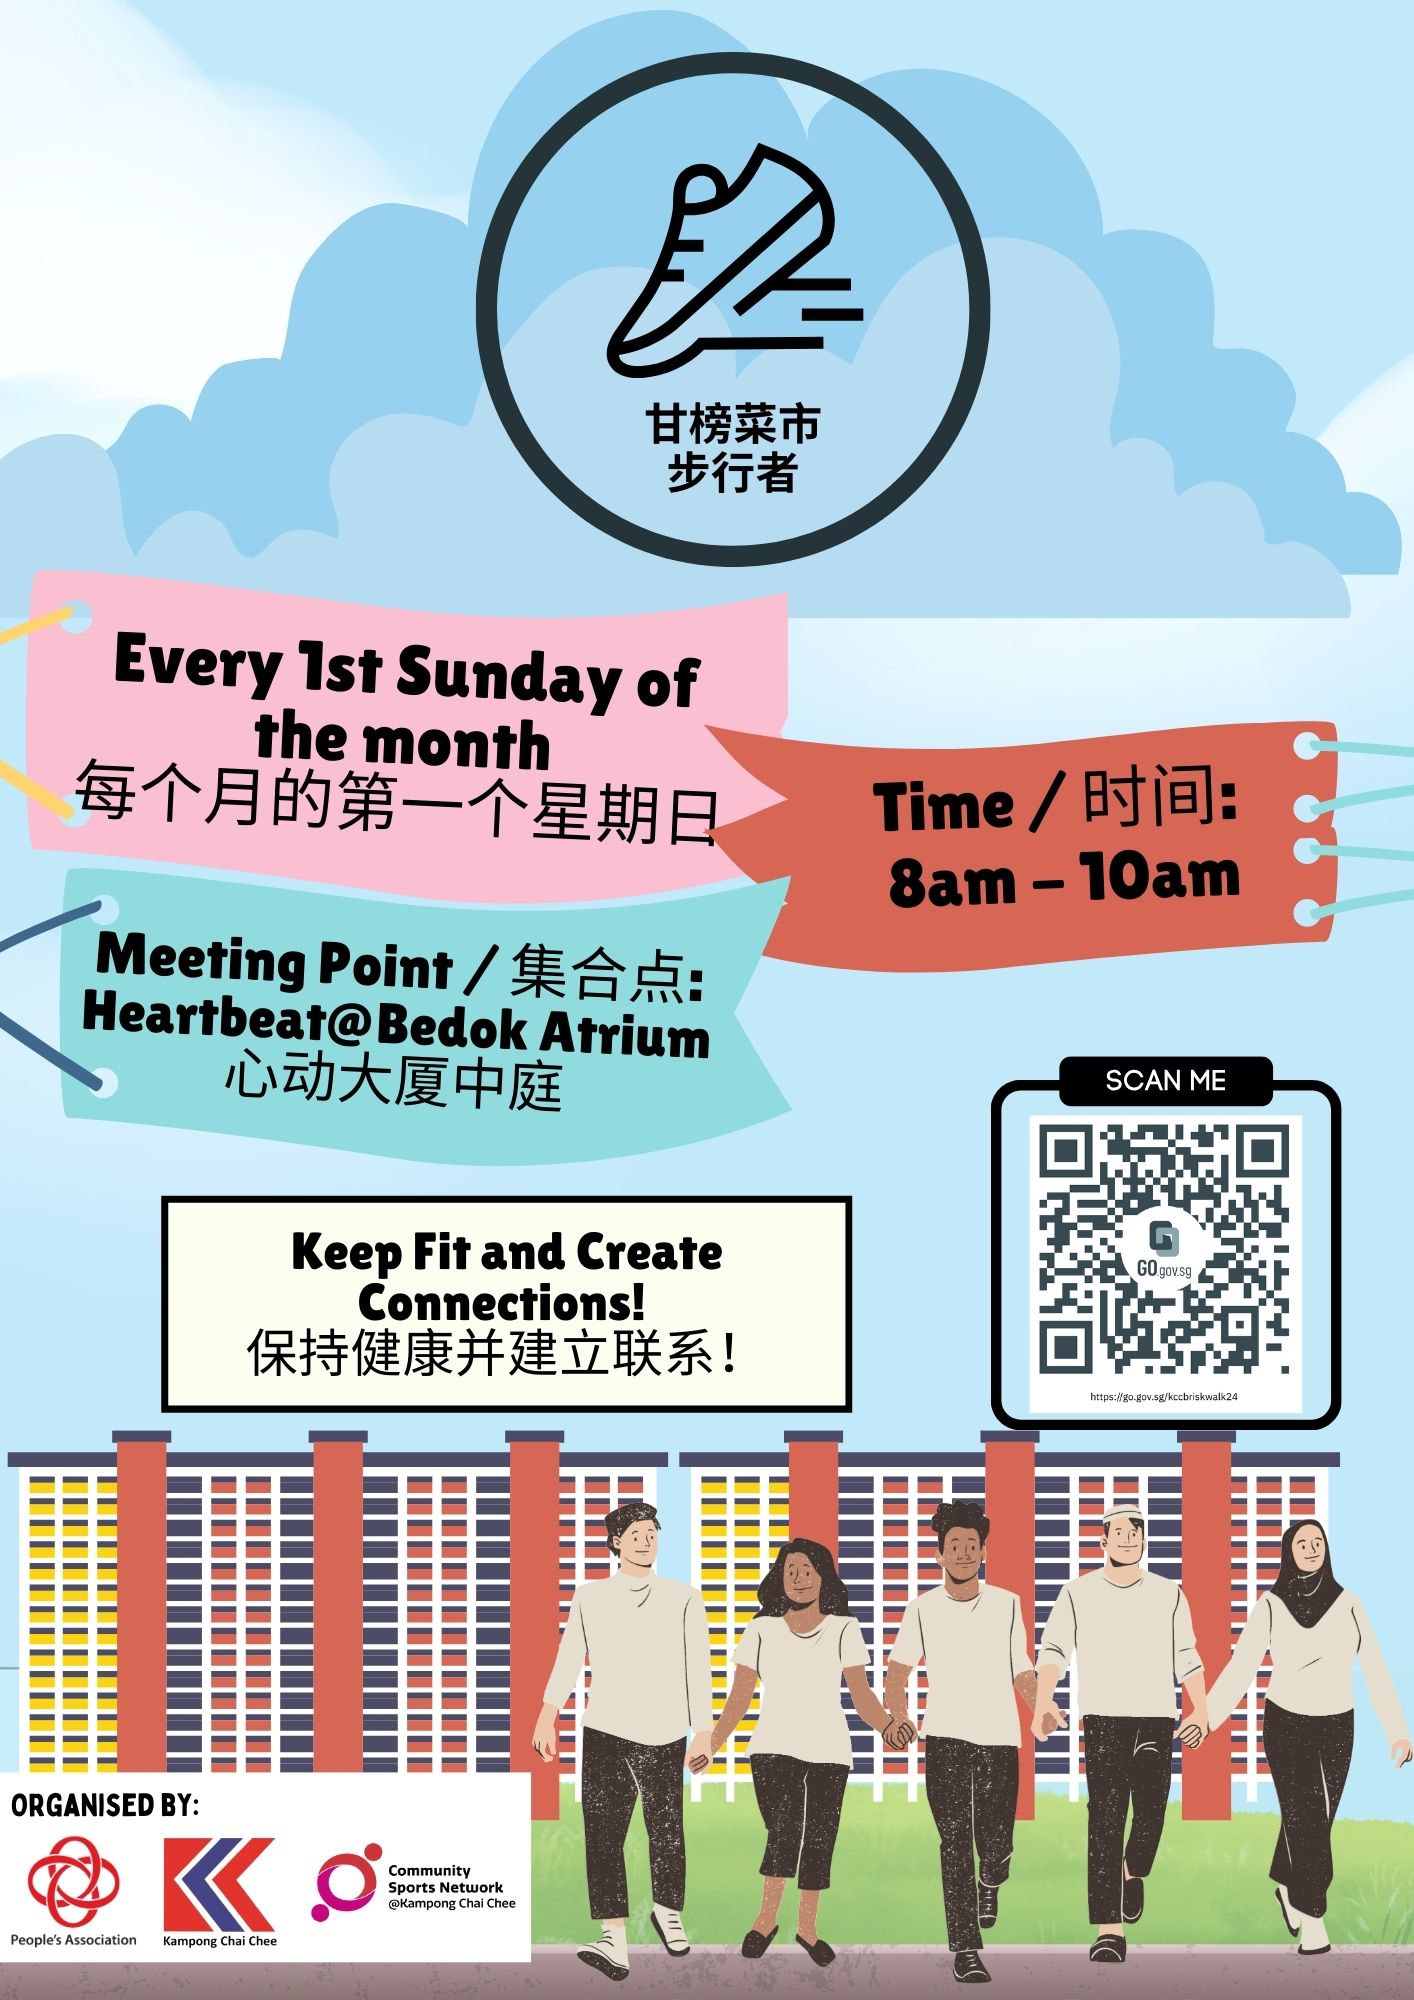 甘榜菜市
步行者
Every 1st Sunday of
the month
每个月的第一个星期日
Time / 时间:
8am – 10am
Meeting Point / 集合点:
Heartbeat@Bedok Atrium
心动大厦中庭
SCAN ME
GO.gov.sg
https://go.gov.sg/kccbriskwalk24
Keep Fit and Create
Connections!
保持健康并建立联系！
ORGANISED BY:
People's Association
Kampong Chai Chee
Community
Sports Network
@Kampong Chai Chee